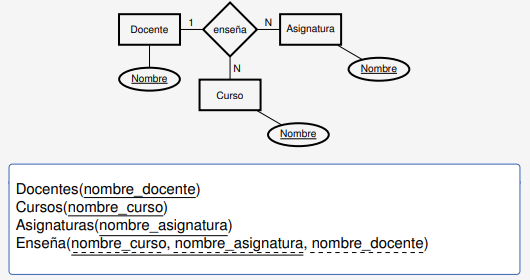 Docente 1 enseña N Asignatura
Nombre Nombre
N
Curso
Nombre
Docentes(nombre_docente)
Cursos(nombre_curso)
Asignaturas(nombre_asignatura)
Enseña(nombre_curso, nombre_asignatura, nombre_docente)